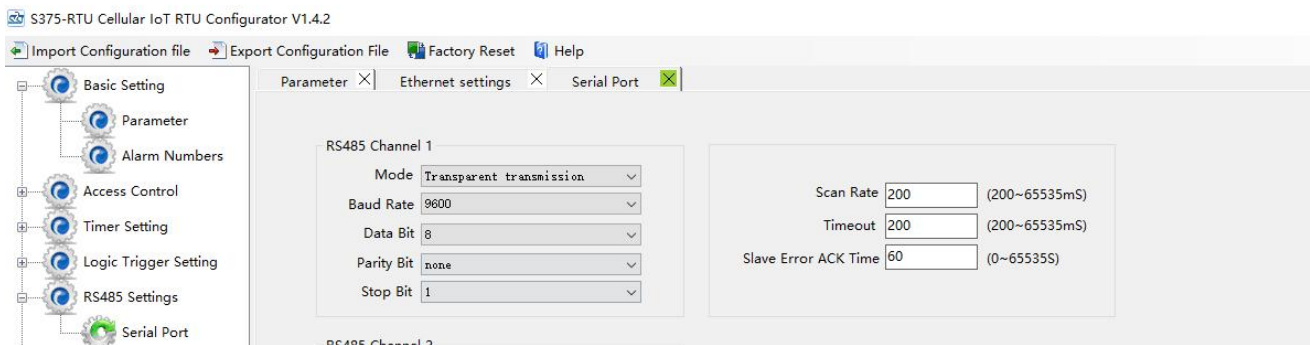 S375-RTU Cellular IoT RTU Configurator V1.4.2
Import Configuration file Export Configuration File Factory Reset Help
Basic Setting
Parameter
Alarm Numbers
Access Control
Timer Setting
Logic Trigger Setting
RS485 Settings
Serial Port
Parameter Ethernet settings Serial Port
RS485 Channel 1
Mode Transparent transmission
Baud Rate 9600
Data Bit 8
Parity Bit none
Stop Bit 1
Scan Rate 200 (200~65535mS)
Timeout 200 (200~65535mS)
Slave Error ACK Time 60 (0~65535S)
RS485 Channel 2